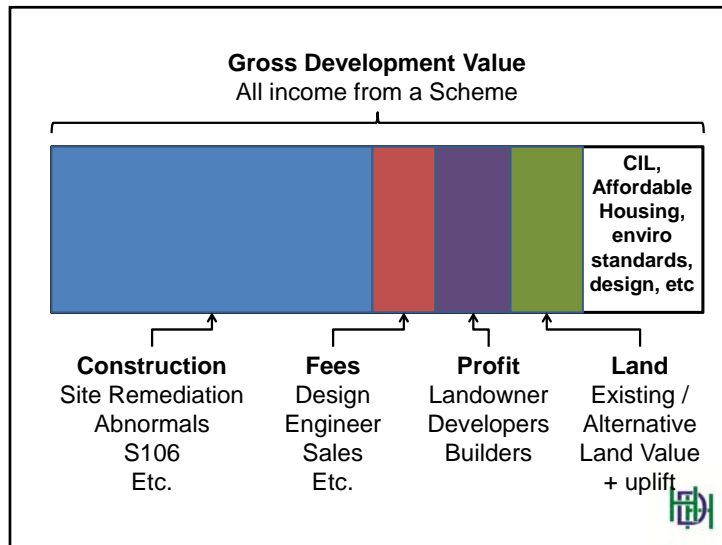 Gross Development Value
All income from a Scheme
CIL,
Affordable
Housing,
enviro
standards,
design, etc
Construction
Site Remediation
Abnormals
S106
Etc.
Fees
Design
Engineer
Sales
Etc.
Profit
Landowner
Developers
Builders
Land
Existing /
Alternative
Land Value
+ uplift
HDH